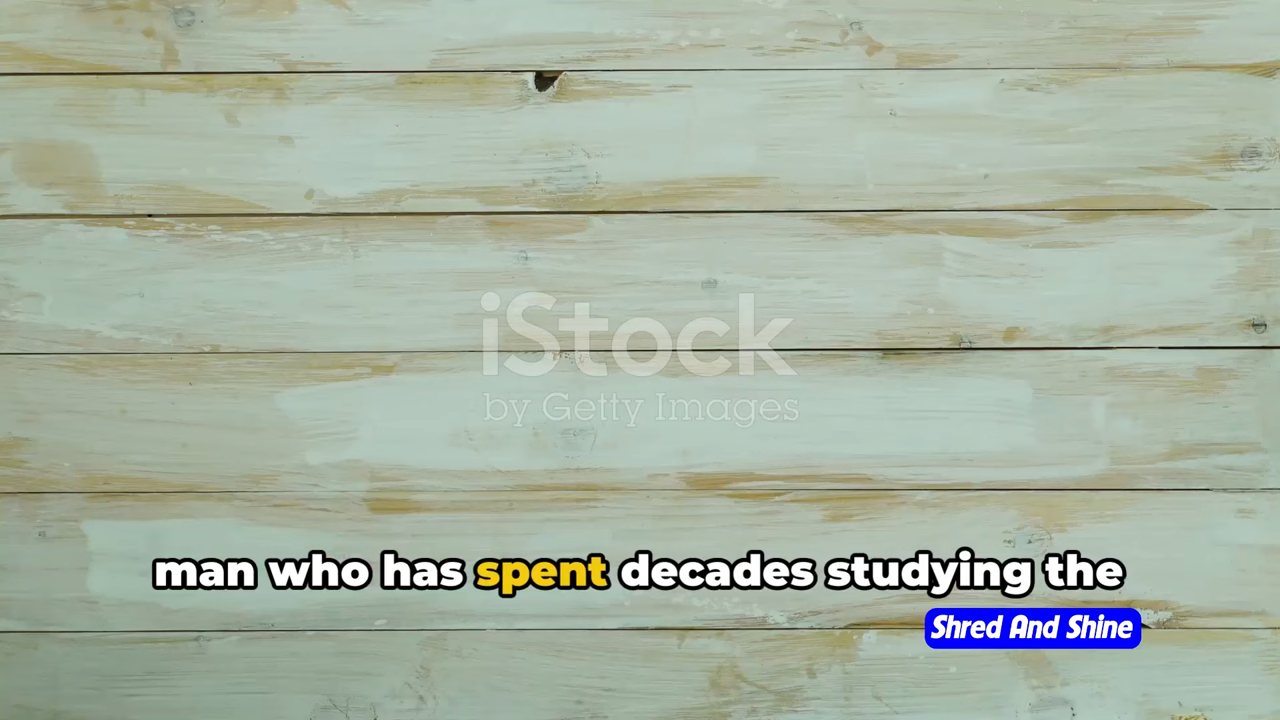 iStock
by Getty Images
man who has spent decades studying the
Shred And Shine